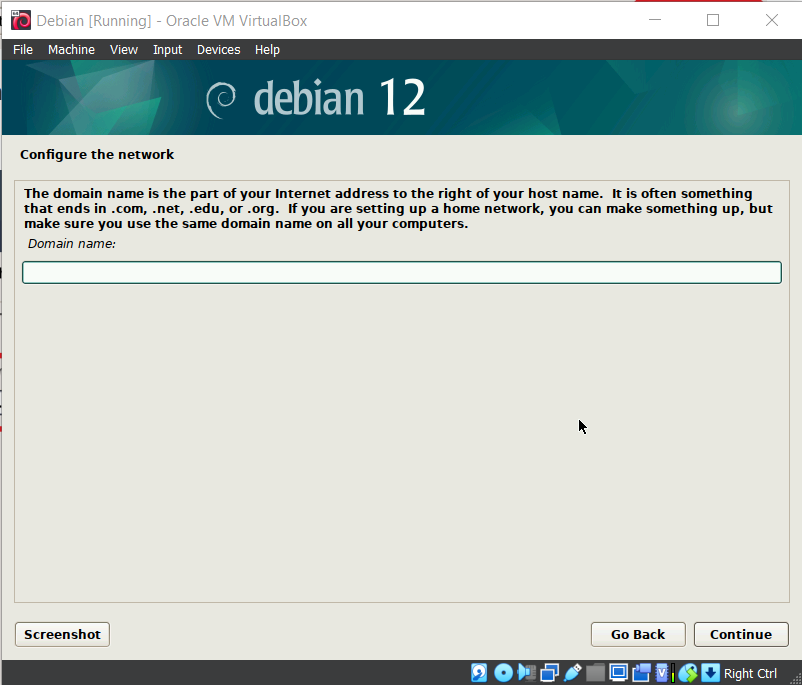 Debian [Running] - Oracle VM VirtualBox
File Machine View Input Devices Help
debian 12
Configure the network
The domain name is the part of your Internet address to the right of your host name.  It is often something
that ends in .com, .net, .edu, or .org.  If you are setting up a home network, you can make something up, but
make sure you use the same domain name on all your computers.
Domain name:
Screenshot
Go Back
Continue
Right Ctrl